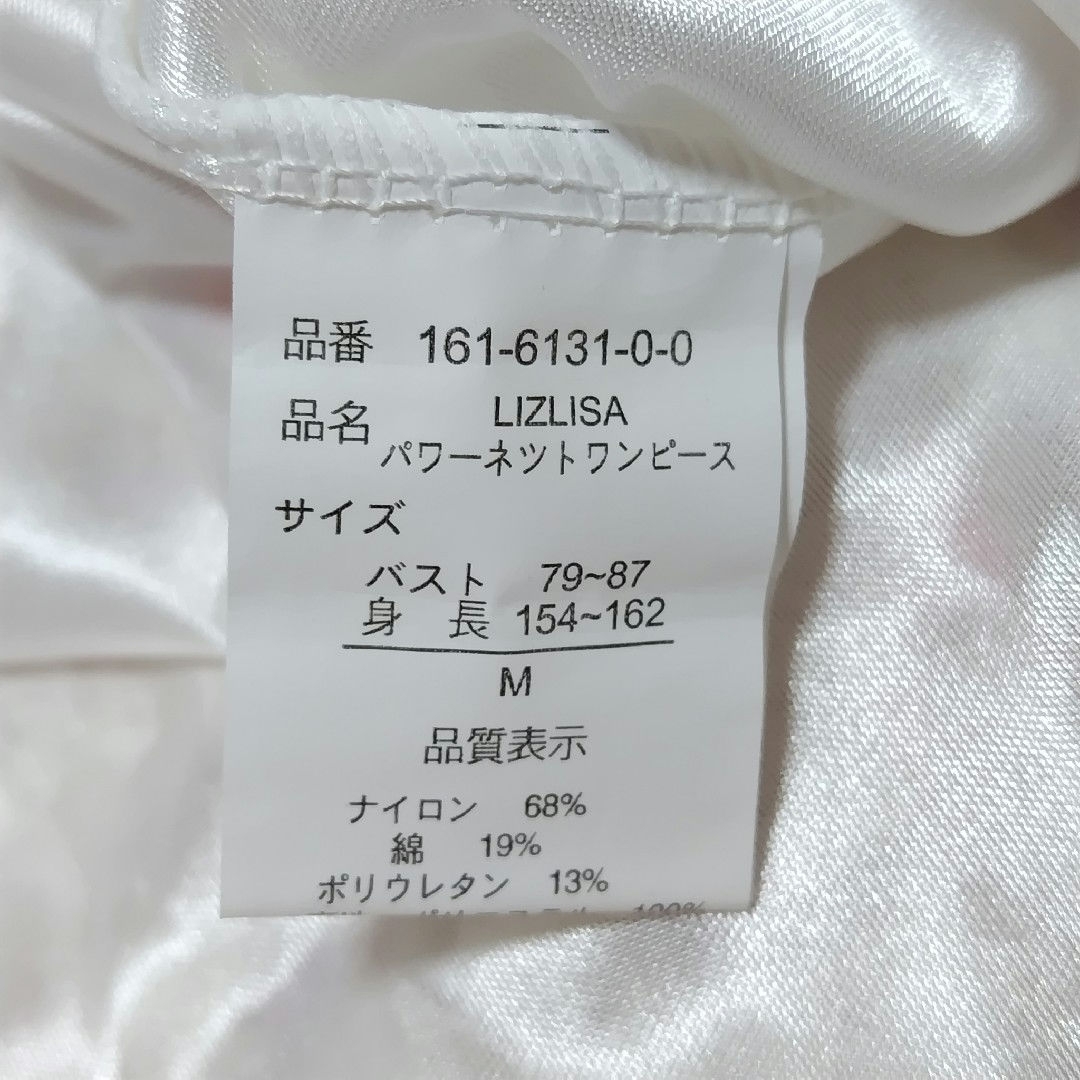 品番 161-6131-0-0
品名 LIZLISA
パワーネツトワンピース
サイズ
バスト 79~87
身 長 154~162
M
品質表示
ナイロン 68%
綿 19%
ポリウレタン 13%
100%